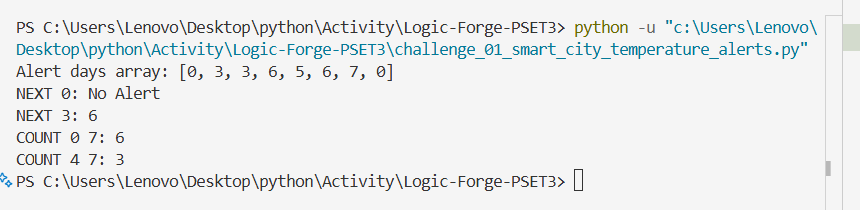 PS C:\Users\Lenovo\Desktop\python\Activity\Logic-Forge-PSET3> python -u "c:\Users\Lenovo\
Desktop\python\Activity\Logic-Forge-PSET3\challenge_01_smart_city_temperature_alerts.py"
Alert days array: [0, 3, 3, 6, 5, 6, 7, 0]
NEXT 0: No Alert
NEXT 3: 6
COUNT 0 7: 6
COUNT 4 7: 3
PS C:\Users\Lenovo\Desktop\python\Activity\Logic-Forge-PSET3>